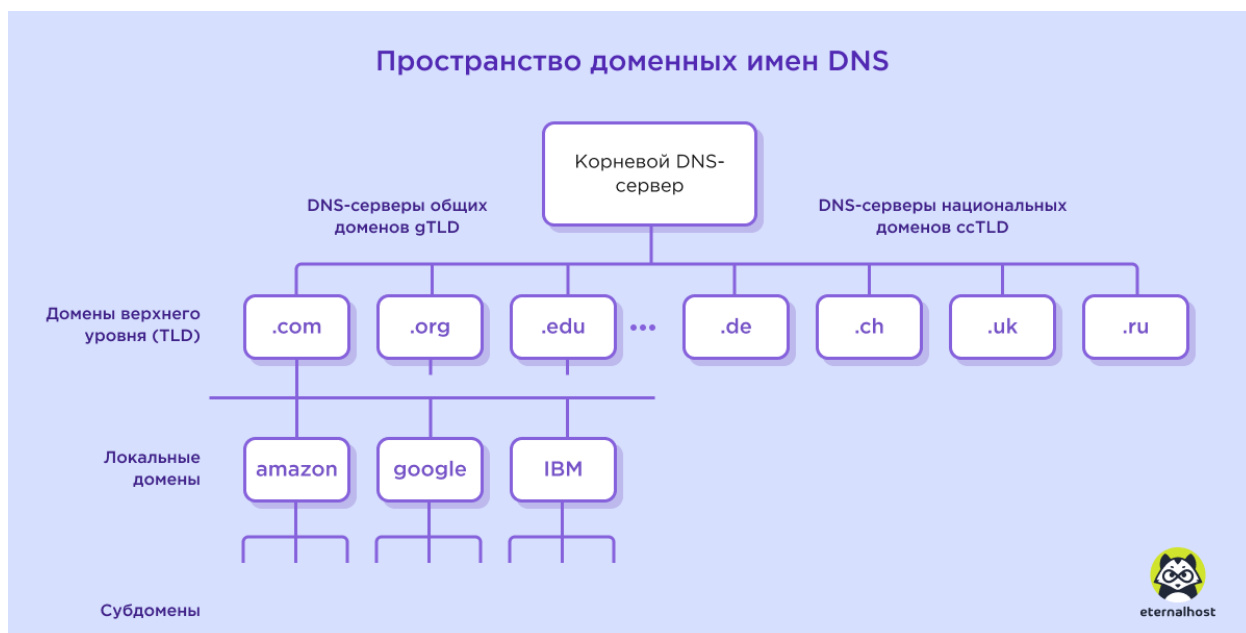 Пространство доменных имен DNS
Корневой DNS-
сервер
DNS-серверы общих
доменов gTLD
DNS-серверы национальных
доменов ccTLD
Домены верхнего
уровня (TLD)
.com
.org
.edu
•••
.de
.ch
.uk
.ru
Локальные
домены
amazon
google
IBM
Субдомены
eternalhost